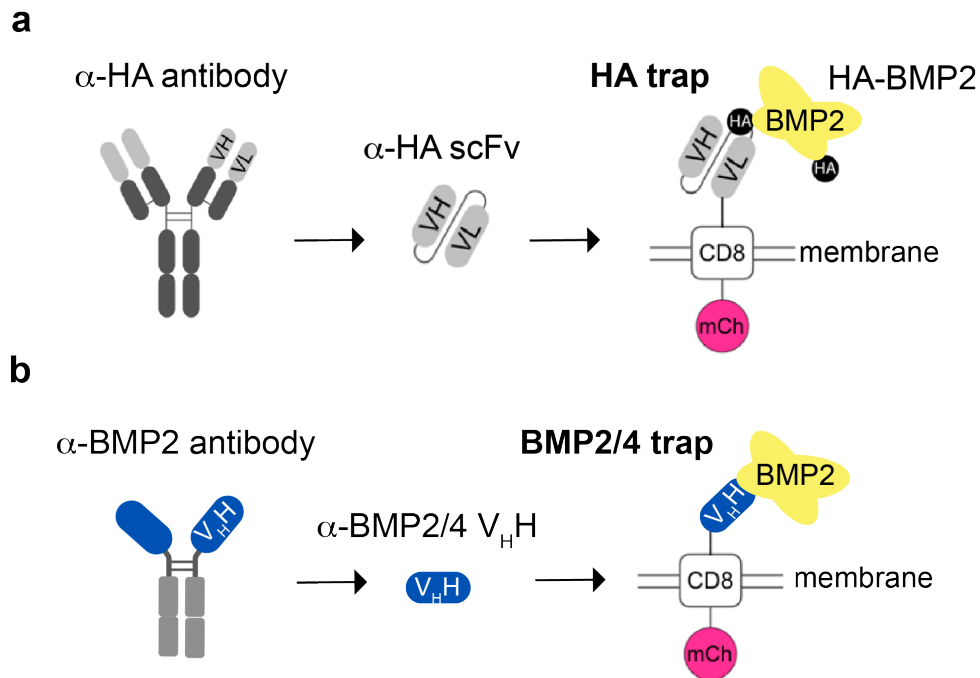 a
α-HA antibody
HA trap
HA-BMP2
VH
VL
α-HA scFv
VH
VL
VH
VL
HA
BMP2
HA
CD8
membrane
mCh
b
α-BMP2 antibody
BMP2/4 trap
VHH
α-BMP2/4 VHH
VHH
VHH
BMP2
CD8
membrane
mCh